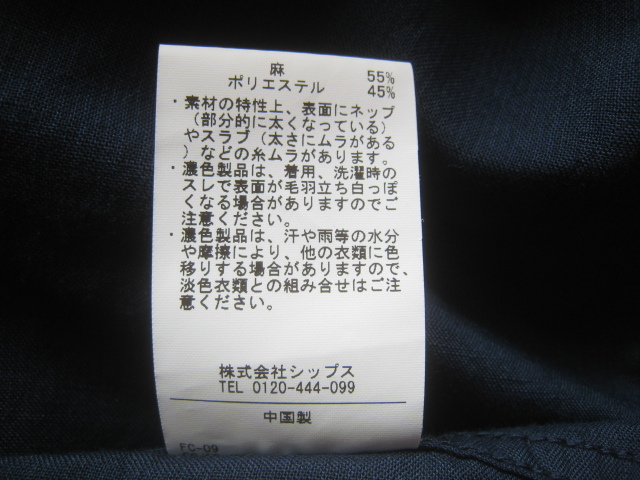 麻 55%
ポリエステル 45%
・素材の特性上、表面にネップ
(部分的に太くなっている)
やスラブ(太さにムラがある
)などの糸ムラがあります。
・濃色製品は、着用、洗濯時の
スレで表面が毛羽立ち白っぽ
くなる場合がありますのでご
注意ください。
・濃色製品は、汗や雨等の水分
や摩擦により、他の衣類に色
移りする場合がありますので、
淡色衣類との組み合せはご注
意ください。
株式会社シップス
TEL 0120-444-099
中国製
FC-09